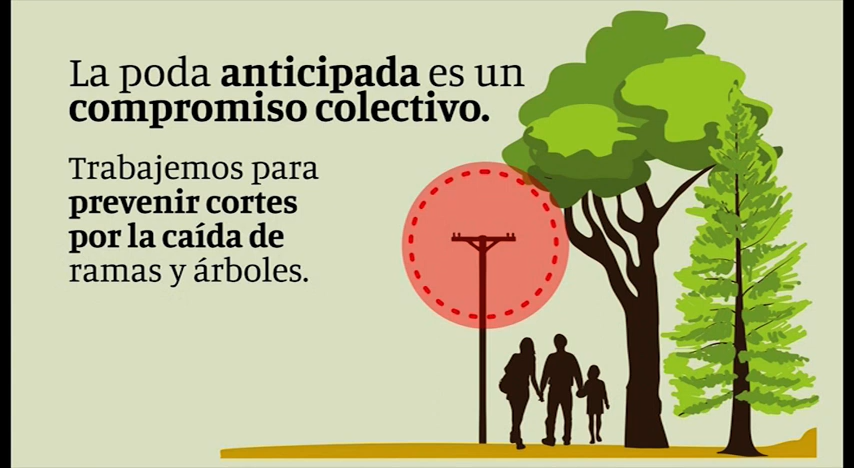 La poda anticipada es un
compromiso colectivo.
Trabajemos para
prevenir cortes
por la caída de
ramas y árboles.